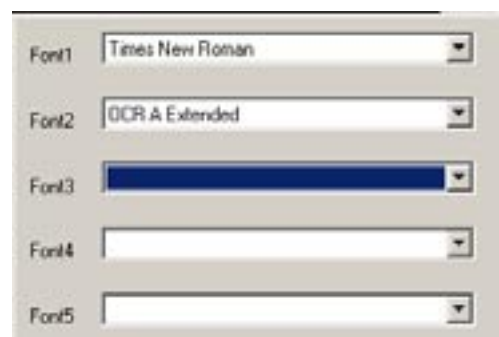 Font1 Times New Roman
Font2 OCR A Extended
Font3
Font4
Font5